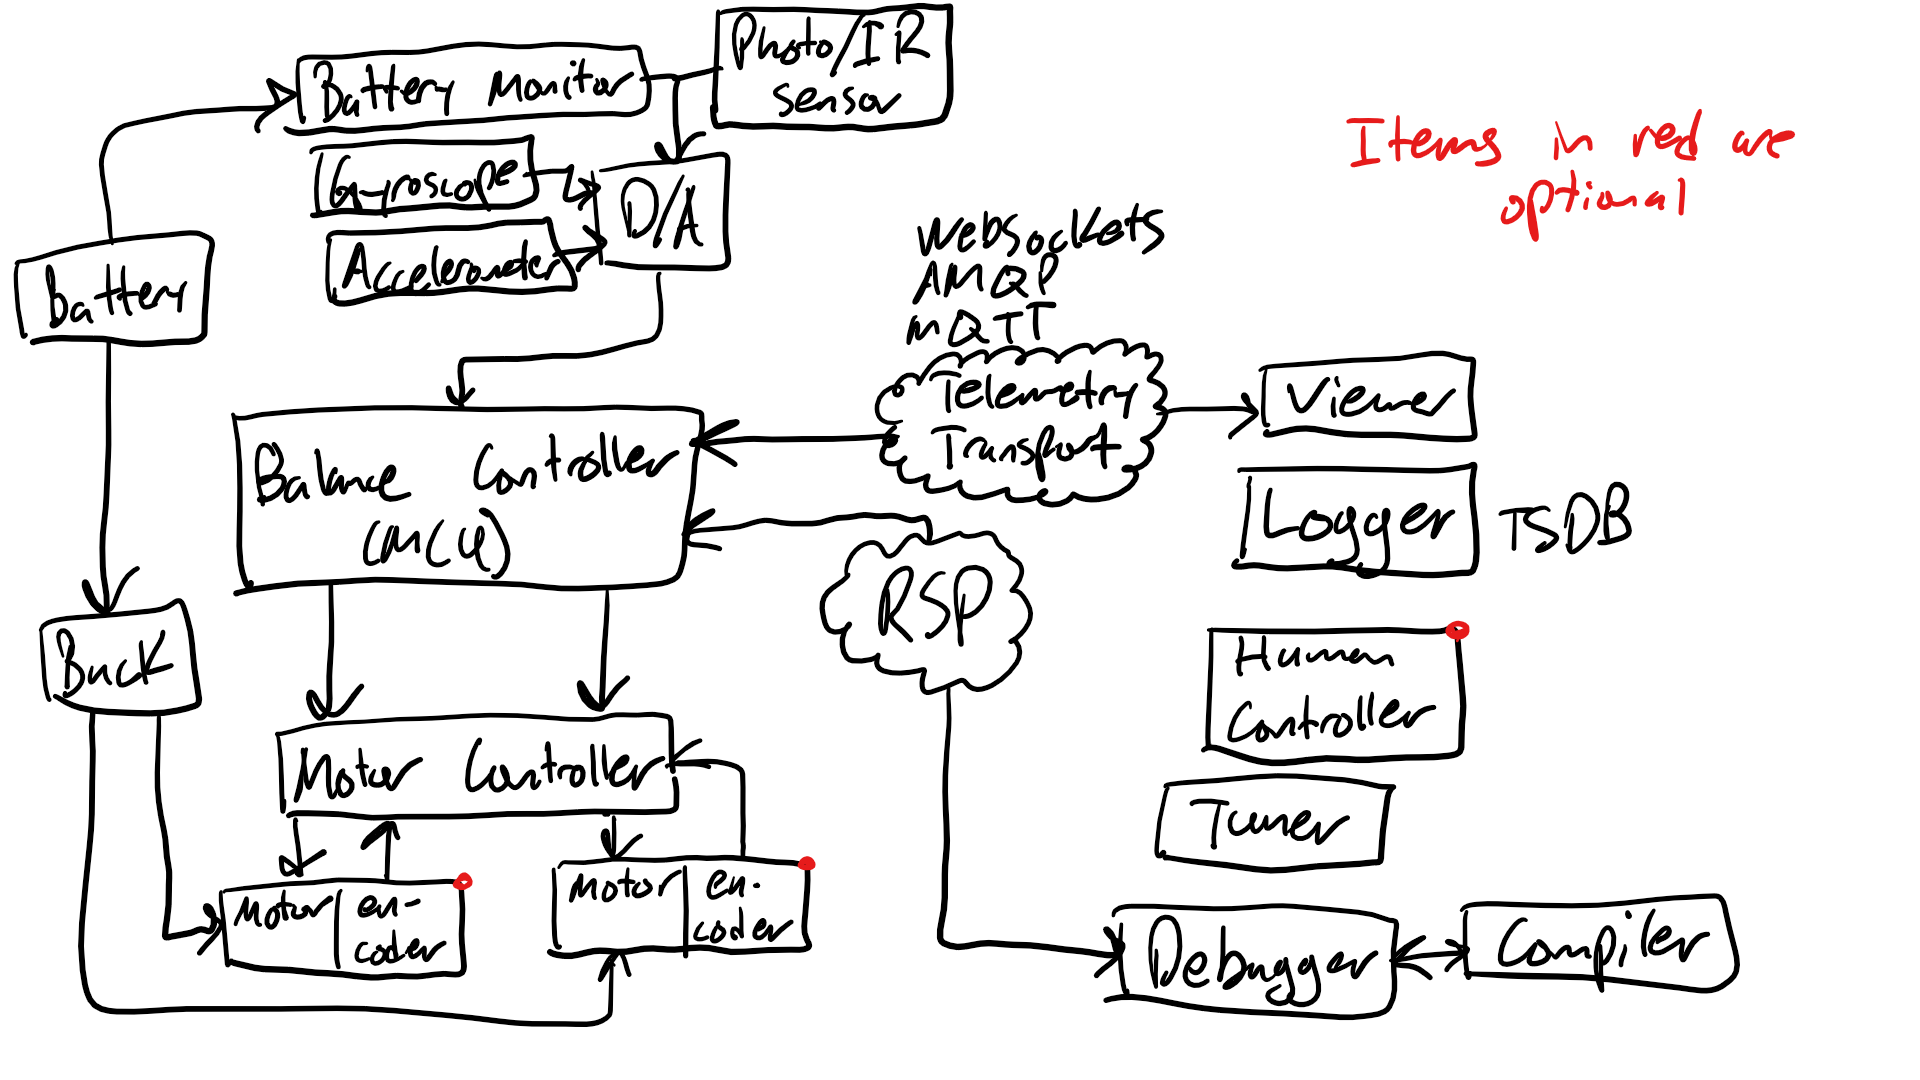 Battery Monitor
Photo/IR
Sensor
Gyroscope
Accelerometer
D/A
Items in red are
optional
Battery
Websockets
AMQP
MQTT
Telemetry
Transport
Viewer
Balance Controller
(MCU)
Logger
TSDB
RSP
Buck
Human
Controller
Motor Controller
Tuner
Motor
en-
coder
Motor
en-
coder
Debugger
Compiler